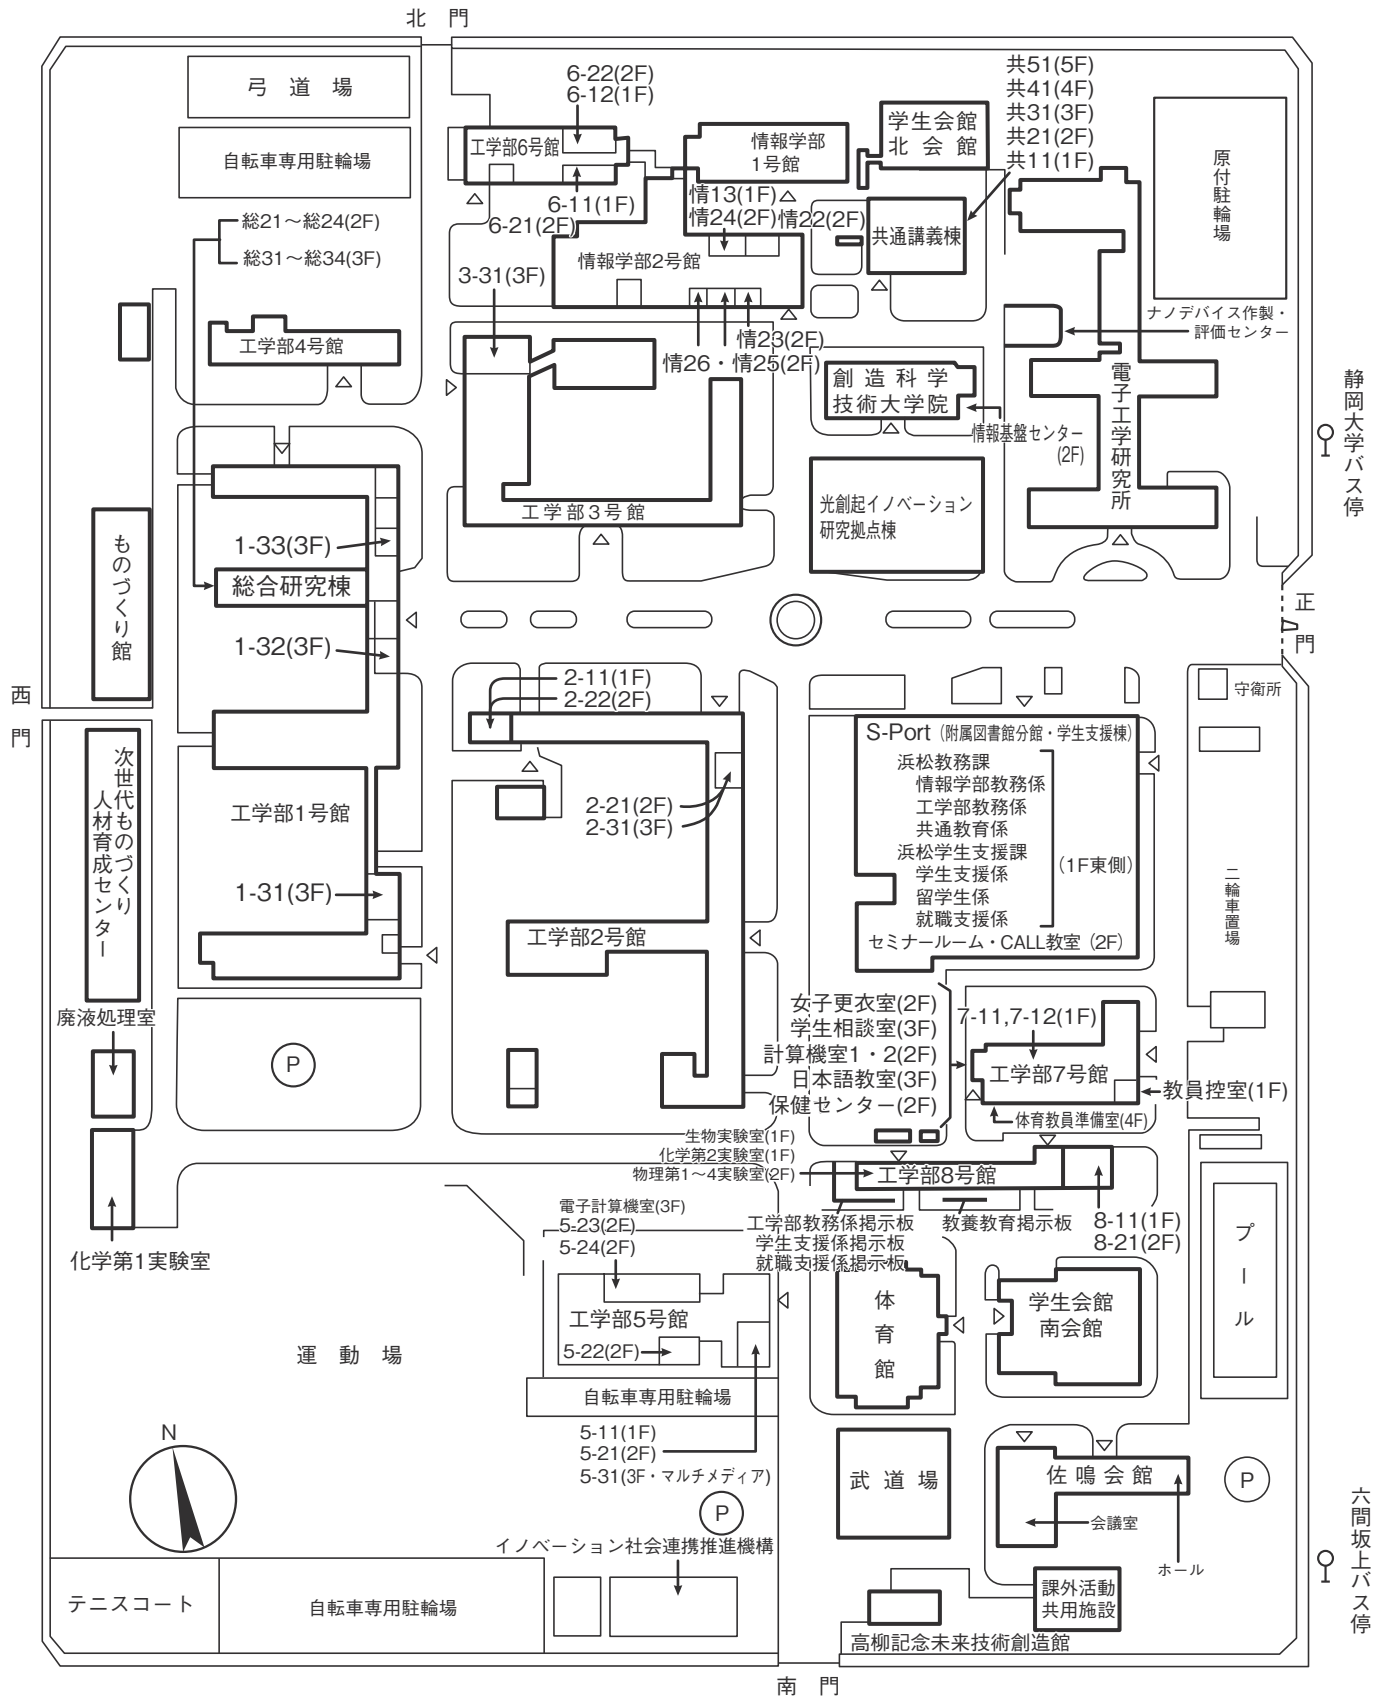 北門
弓道場
自転車専用駐輪場
総21～総24(2F)
総31～総34(3F)
6-22(2F)
6-12(1F)
工学部6号館
6-11(1F)
6-21(2F)
情報学部
1号館
学生会館
北会館
共51(5F)
共41(4F)
共31(3F)
共21(2F)
共11(1F)
原付駐輪場
情13(1F)
情24(2F)
情22(2F)
共通講義棟
情報学部2号館
3-31(3F)
情23(2F)
情26・情25(2F)
工学部4号館
ナノデバイス作製・
評価センター
創造科学
技術大学院
情報基盤センター
(2F)
電子工学研究所
静岡大学バス停
光創起イノベーション
研究拠点棟
工学部3号館
ものづくり館
1-33(3F)
総合研究棟
1-32(3F)
正門
西門
守衛所
2-11(1F)
2-22(2F)
次世代ものづくり
人材育成センター
工学部1号館
1-31(3F)
2-21(2F)
2-31(3F)
工学部2号館
S-Port（附属図書館分館・学生支援棟）
浜松教務課
情報学部教務係
工学部教務係
共通教育係
浜松学生支援課
学生支援係
留学生係
就職支援係
(1F東側)
セミナールーム・CALL教室（2F）
二輪車置場
廃液処理室
P
女子更衣室(2F)
学生相談室(3F)
計算機室1・2(2F)
日本語教室(3F)
保健センター(2F)
7-11,7-12(1F)
工学部7号館
教員控室(1F)
体育教員準備室(4F)
生物実験室(1F)
化学第2実験室(1F)
物理第1～4実験室(2F)
工学部8号館
8-11(1F)
8-21(2F)
工学部教務係掲示板
学生支援係掲示板
就職支援係掲示板
教養教育掲示板
化学第1実験室
電子計算機室(3F)
5-23(2F)
5-24(2F)
工学部5号館
5-22(2F)
自転車専用駐輪場
5-11(1F)
5-21(2F)
5-31(3F・マルチメディア)
運動場
体育館
学生会館
南会館
プール
N
P
武道場
佐鳴会館
会議室
ホール
P
六間坂上バス停
イノベーション社会連携推進機構
テニスコート
自転車専用駐輪場
課外活動
共用施設
高柳記念未来技術創造館
南門